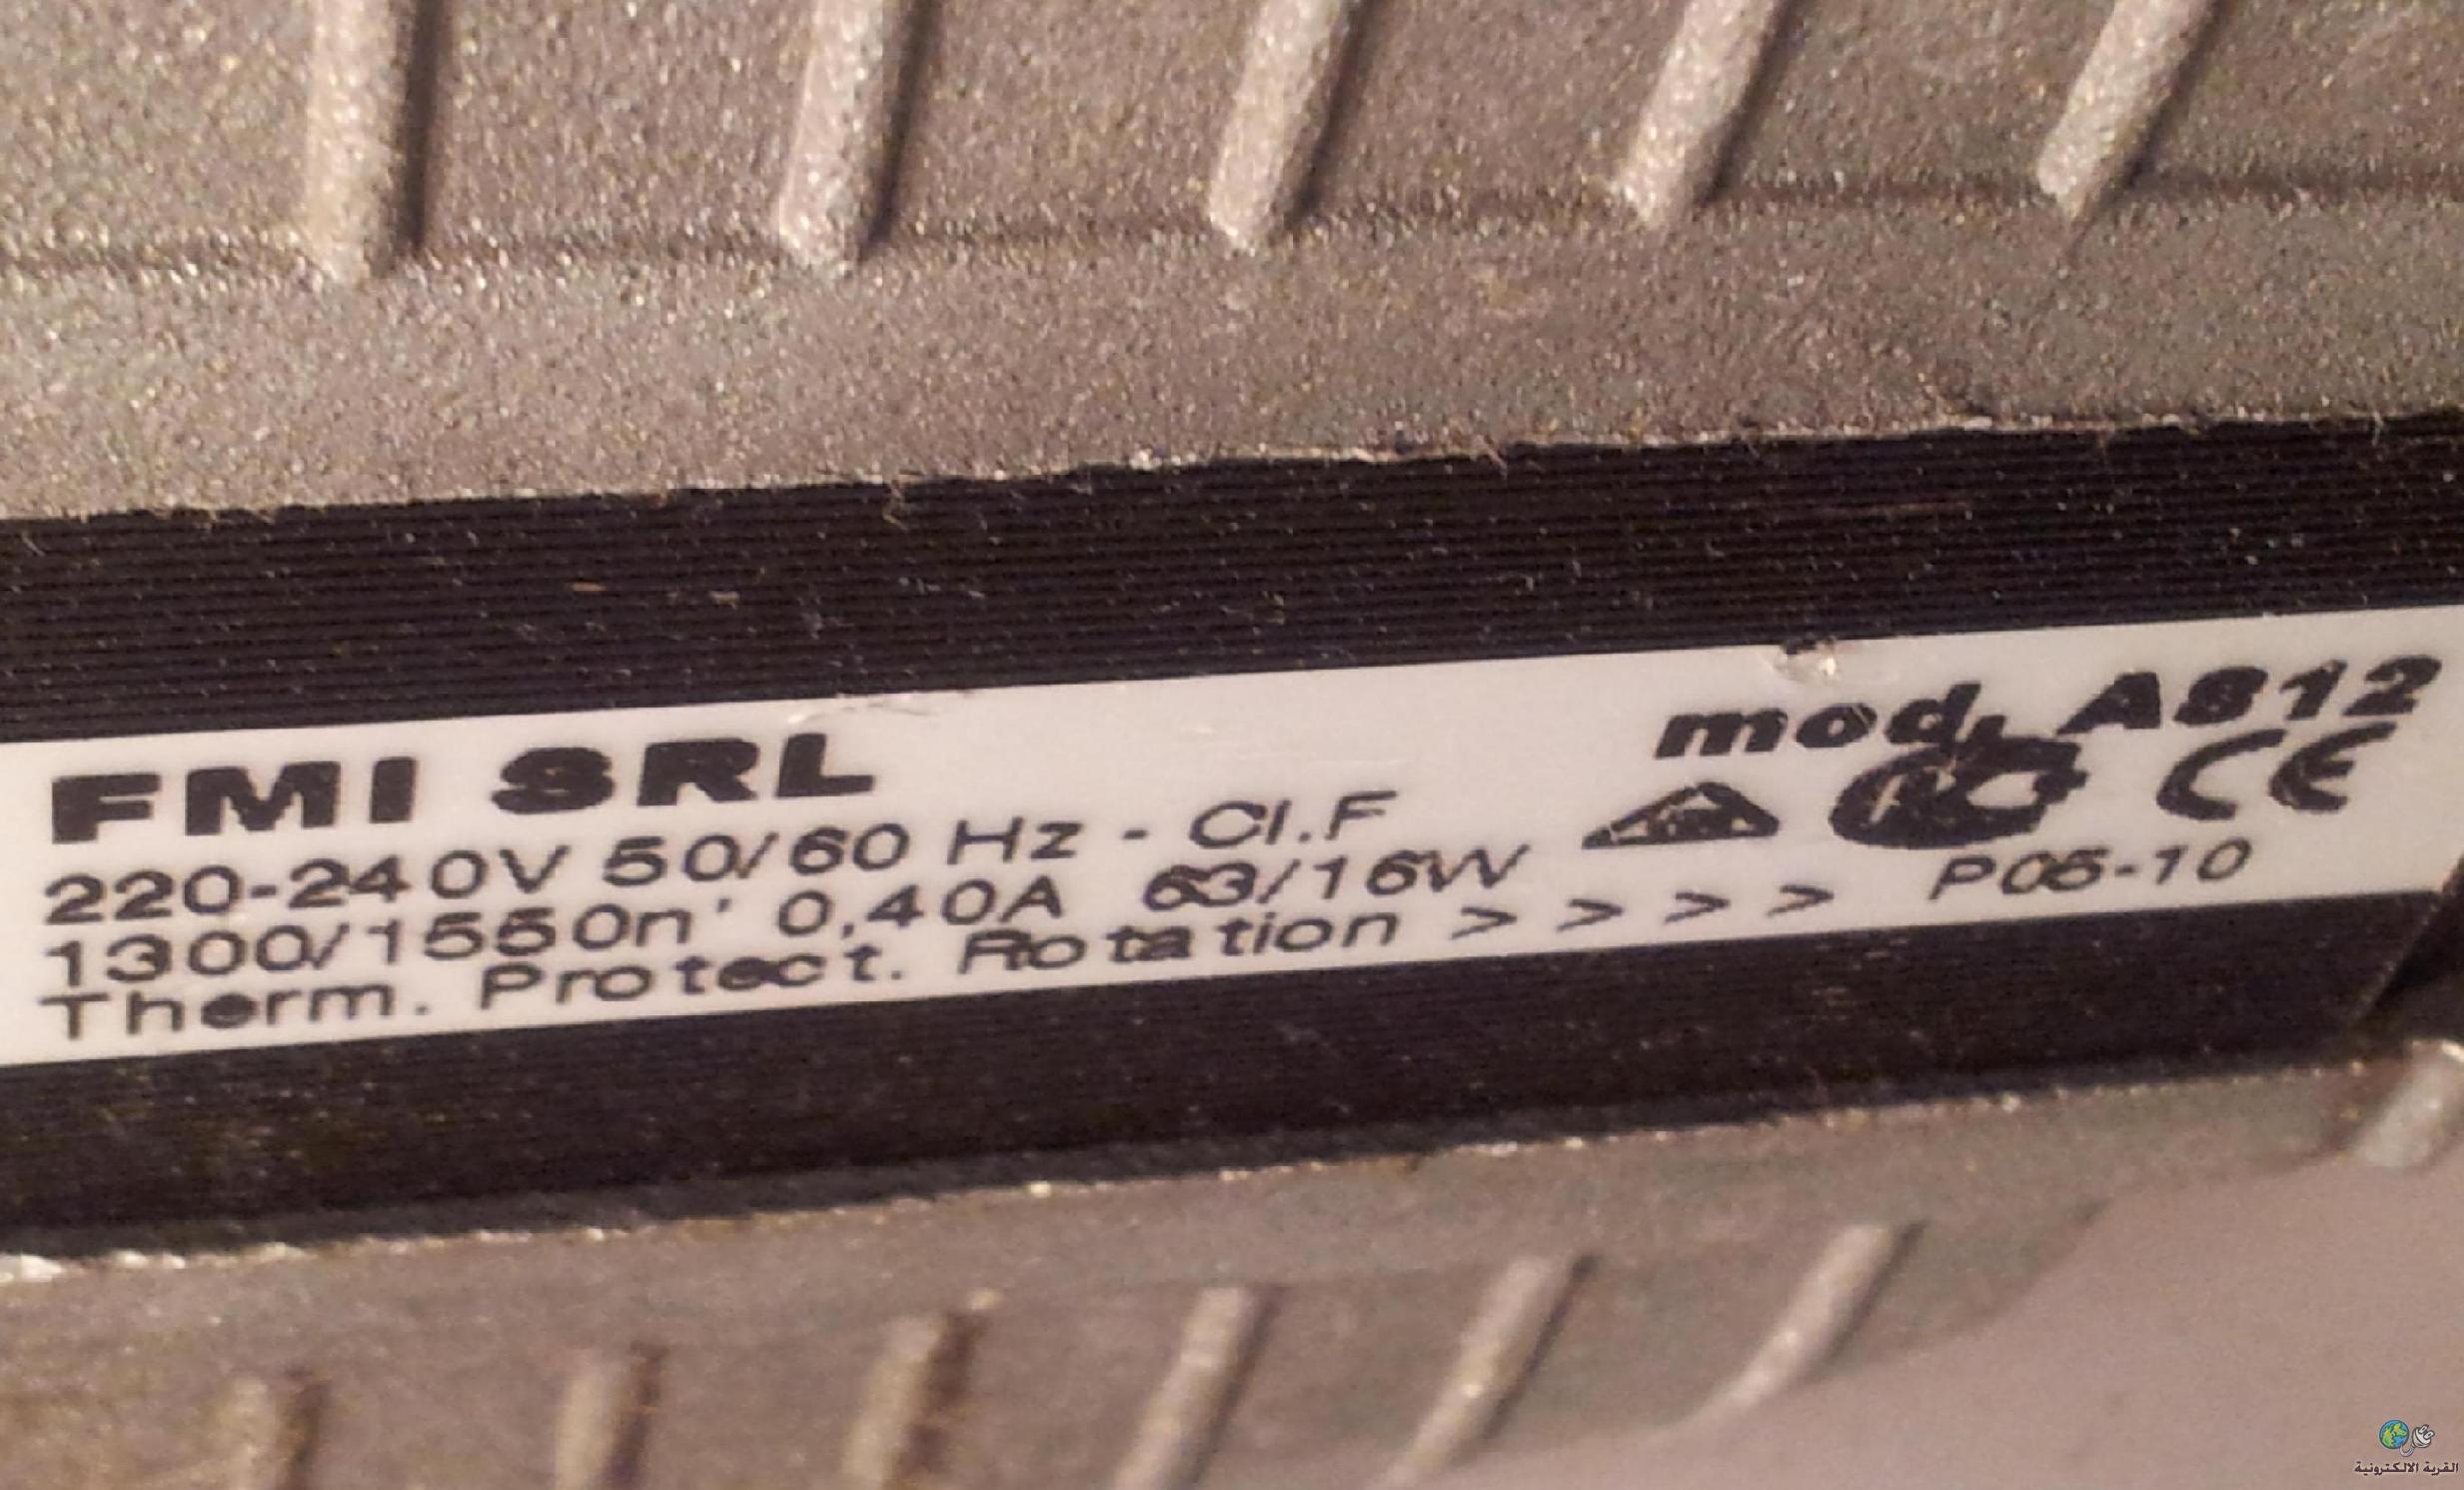 FMI SRL
mod. A812
220-240V 50/60 Hz - Cl.F
CE
1300/1550n' 0,40A 63/16W
P05-10
Therm. Protect. Rotation > > > >
القرية الالكترونية